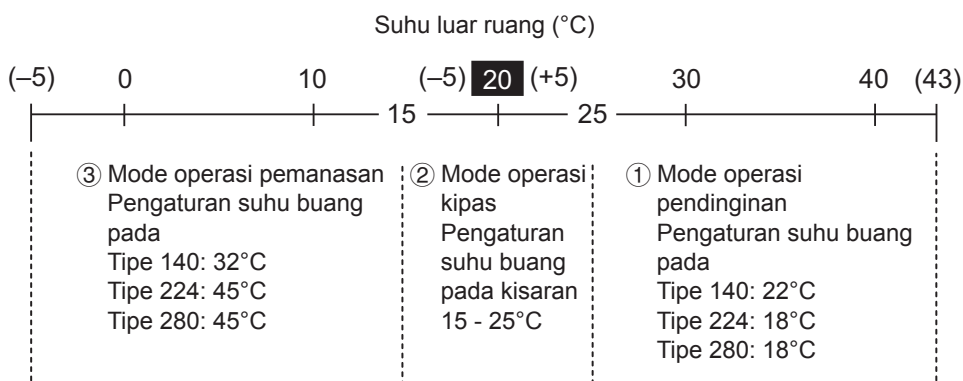 Suhu luar ruang (°C)
(–5) 0 10 (–5) 20 (+5) 30 40 (43)
15 25
③ Mode operasi pemanasan
Pengaturan suhu buang
pada
Tipe 140: 32°C
Tipe 224: 45°C
Tipe 280: 45°C
② Mode operasi
kipas
Pengaturan
suhu buang
pada kisaran
15 - 25°C
① Mode operasi
pendinginan
Pengaturan suhu buang
pada
Tipe 140: 22°C
Tipe 224: 18°C
Tipe 280: 18°C